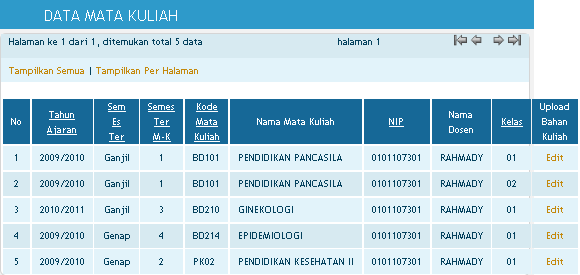 DATA MATA KULIAH
Halaman ke 1 dari 1, ditemukan total 5 data halaman 1
Tampilkan Semua | Tampilkan Per Halaman
No Tahun Ajaran Sem Es Ter Semes Ter M-K Kode Mata Kuliah Nama Mata Kuliah NIP Nama Dosen Kelas Upload Bahan Kuliah
1 2009/2010 Ganjil 1 BD101 PENDIDIKAN PANCASILA 0101107301 RAHMADY 01 Edit
2 2009/2010 Ganjil 1 BD101 PENDIDIKAN PANCASILA 0101107301 RAHMADY 02 Edit
3 2010/2011 Ganjil 3 BD210 GINEKOLOGI 0101107301 RAHMADY 01 Edit
4 2009/2010 Genap 4 BD214 EPIDEMIOLOGI 0101107301 RAHMADY 01 Edit
5 2009/2010 Genap 2 PK02 PENDIDIKAN KESEHATAN II 0101107301 RAHMADY 01 Edit